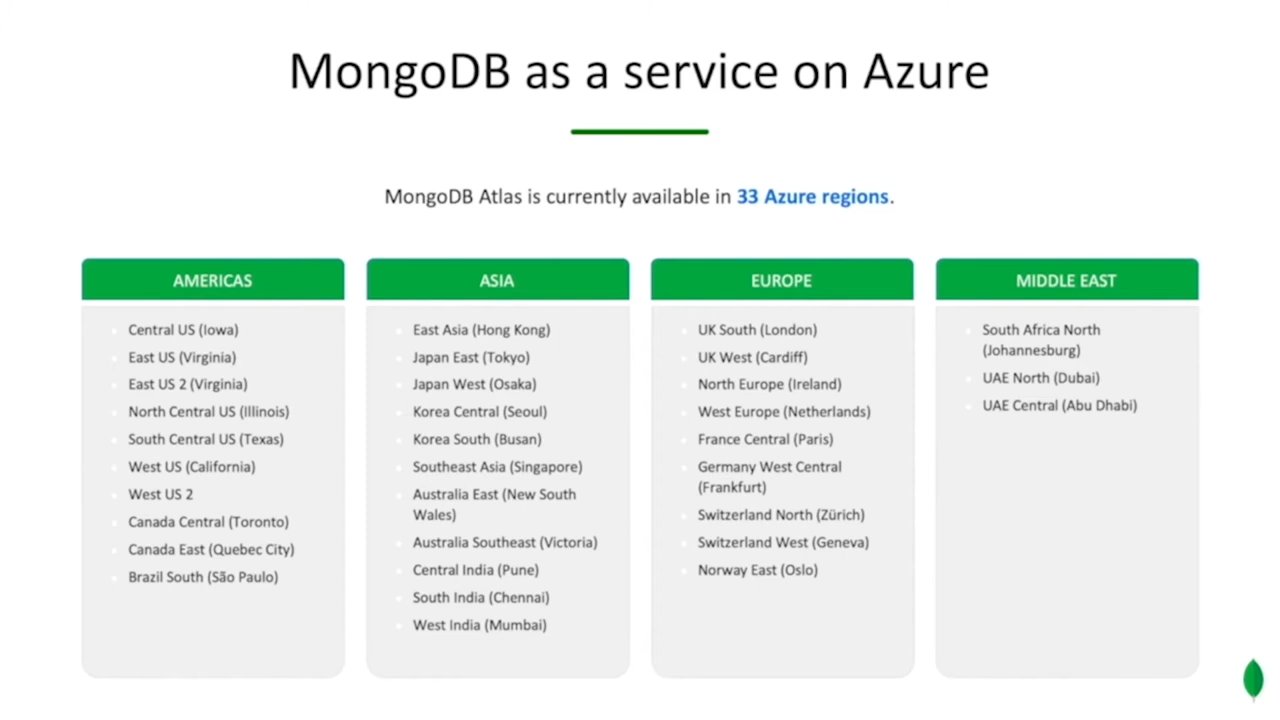 MongoDB as a service on Azure
MongoDB Atlas is currently available in 33 Azure regions.
AMERICAS
Central US (Iowa)
East US (Virginia)
East US 2 (Virginia)
North Central US (Illinois)
South Central US (Texas)
West US (California)
West US 2
Canada Central (Toronto)
Canada East (Quebec City)
Brazil South (São Paulo)
ASIA
East Asia (Hong Kong)
Japan East (Tokyo)
Japan West (Osaka)
Korea Central (Seoul)
Korea South (Busan)
Southeast Asia (Singapore)
Australia East (New South
Wales)
Australia Southeast (Victoria)
Central India (Pune)
South India (Chennai)
West India (Mumbai)
EUROPE
UK South (London)
UK West (Cardiff)
North Europe (Ireland)
West Europe (Netherlands)
France Central (Paris)
Germany West Central
(Frankfurt)
Switzerland North (Zürich)
Switzerland West (Geneva)
Norway East (Oslo)
MIDDLE EAST
South Africa North
(Johannesburg)
UAE North (Dubai)
UAE Central (Abu Dhabi)